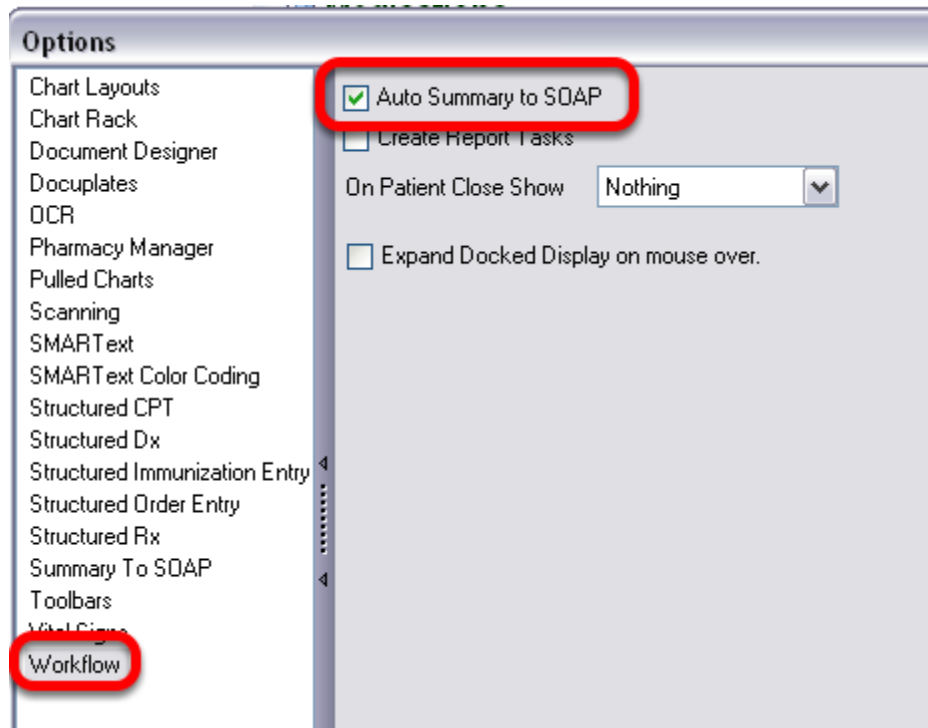 Options
Chart Layouts
Chart Rack
Document Designer
Docuplates
OCR
Pharmacy Manager
Pulled Charts
Scanning
SMARText
SMARText Color Coding
Structured CPT
Structured Dx
Structured Immunization Entry
Structured Order Entry
Structured Rx
Summary To SOAP
Toolbars
Vital Signs
Workflow
Auto Summary to SOAP
Create Report Tasks
On Patient Close Show Nothing
Expand Docked Display on mouse over.